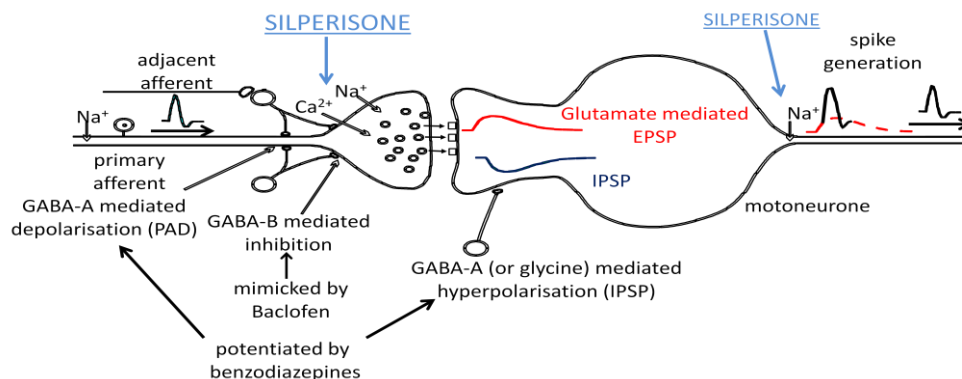 SILPERISONE
SILPERISONE
adjacent
afferent
spike
generation
Na⁺
Na⁺
Ca²⁺
Na⁺
Glutamate mediated
EPSP
IPSP
primary
afferent
GABA-A mediated
depolarisation (PAD)
GABA-B mediated
inhibition
motoneurone
GABA-A (or glycine) mediated
hyperpolarisation (IPSP)
mimicked by
Baclofen
potentiated by
benzodiazepines